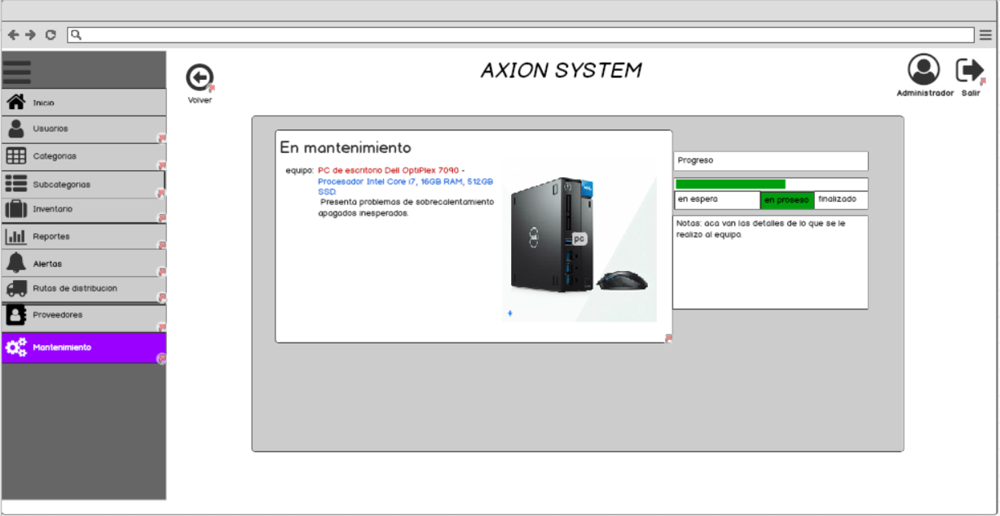 AXION SYSTEM
Volver
Administrador
Salir
Inicio
Usuarios
Categorias
Subcategorias
Inventario
Reportes
Alertas
Rutas de distribucion
Proveedores
Mantenimiento
En mantenimiento
equipo: PC de escritorio Dell OptiPlex 7090 -
Procesador Intel Core i7, 16GB RAM, 512GB
SSD.
Presenta problemas de sobrecalentamiento
apagados inesperados.
pc
Progreso
en espera
en proseso
finalizado
Notas: aca van las detalles de lo que se le
realizo al equipo.